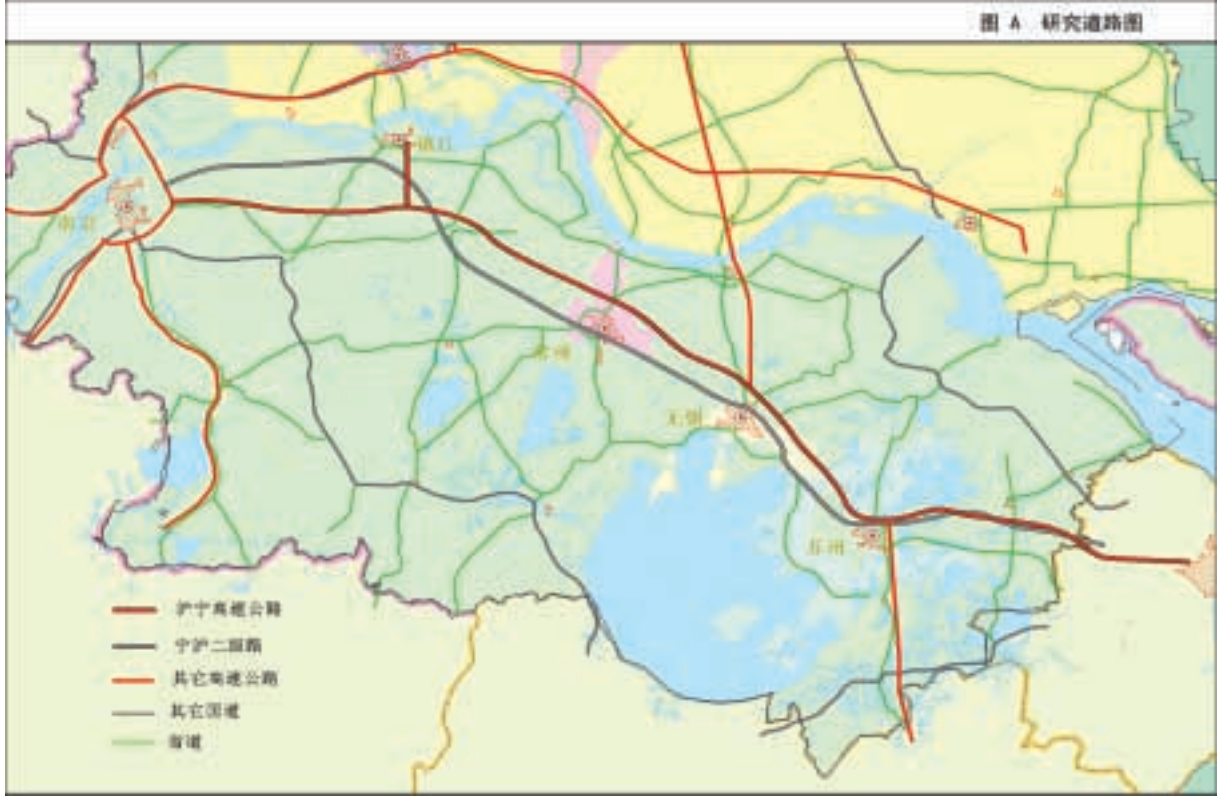 图 A 研究道路图
镇江
南京
常州
无锡
苏州
沪宁高速公路
宁沪二级路
其它高速公路
其它国道
省道